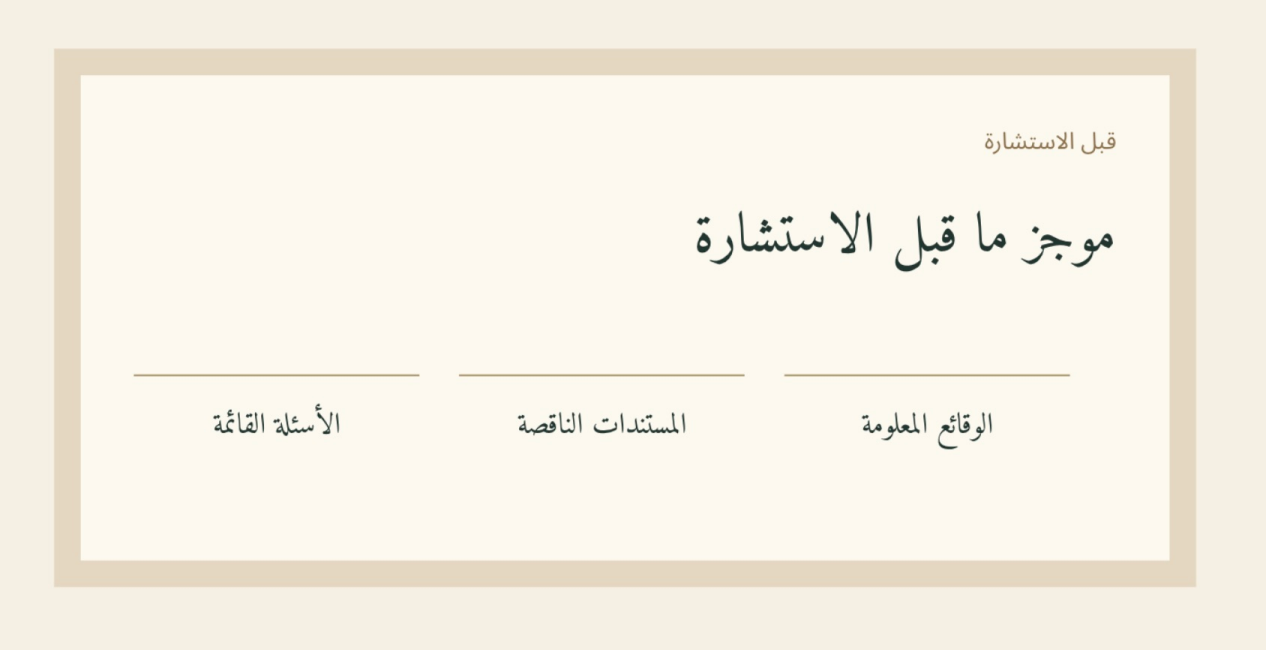 قبل الاستشارة
موجز ما قبل الاستشارة
الوقائع المعلومة
المستندات الناقصة
الأسئلة القائمة